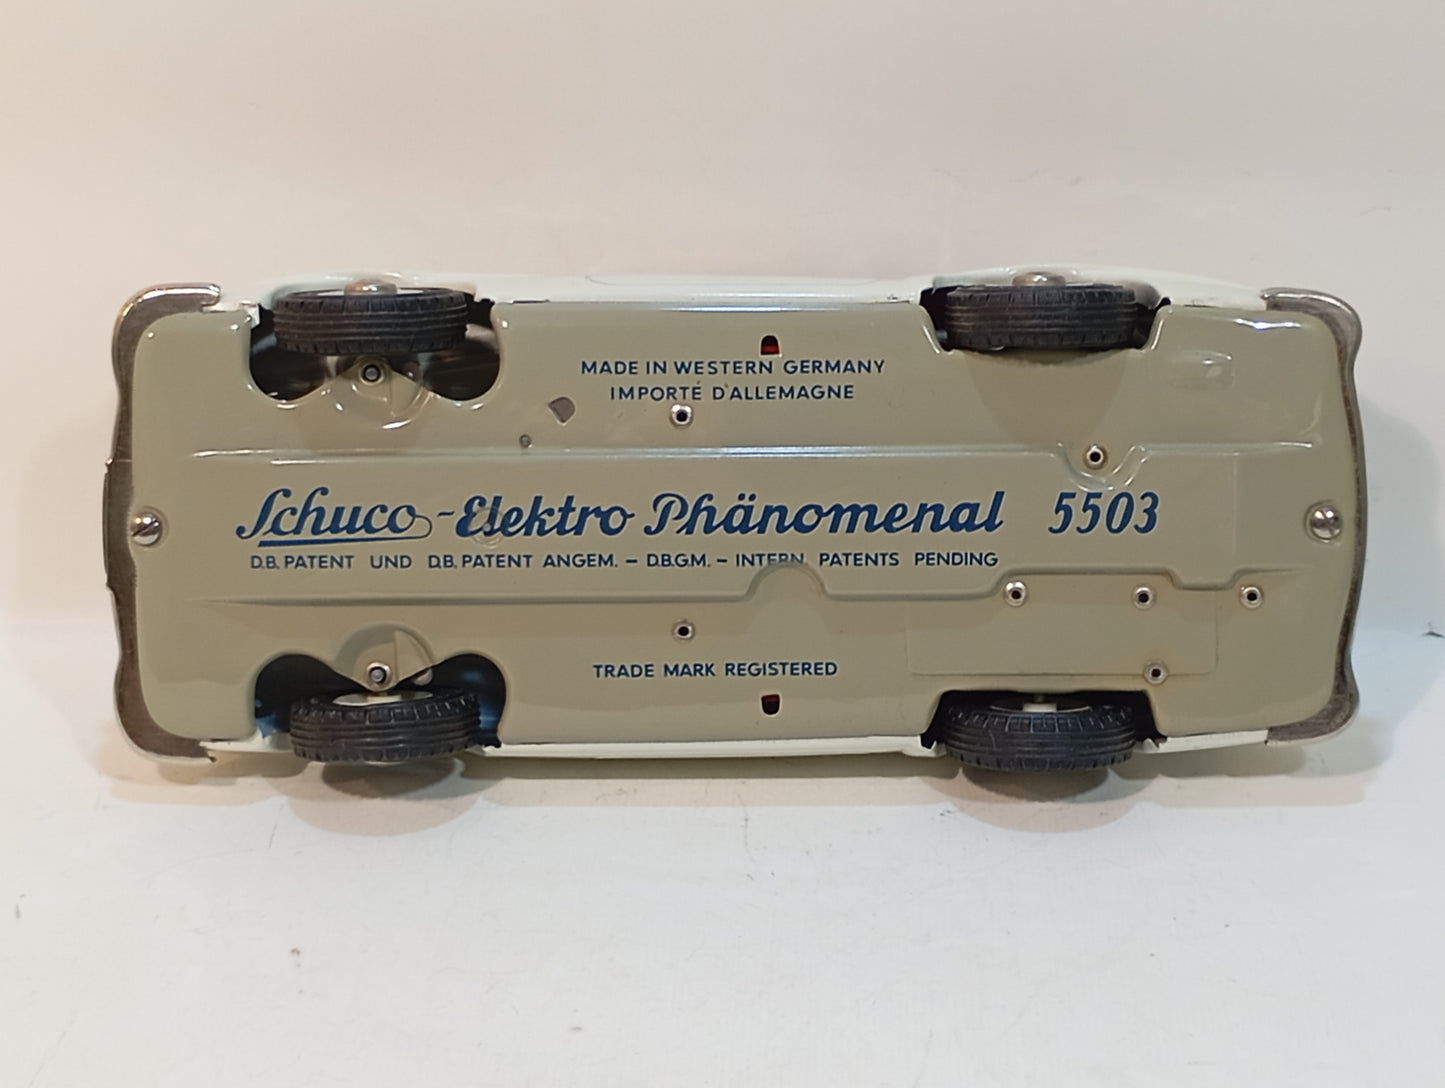 MADE IN WESTERN GERMANY
IMPORTÉ D'ALLEMAGNE
Schuco-Elektro Phänomenal 5503
D.B. PATENT UND D.B. PATENT ANGEM. – D.B.G.M. – INTERN. PATENTS PENDING
TRADE MARK REGISTERED